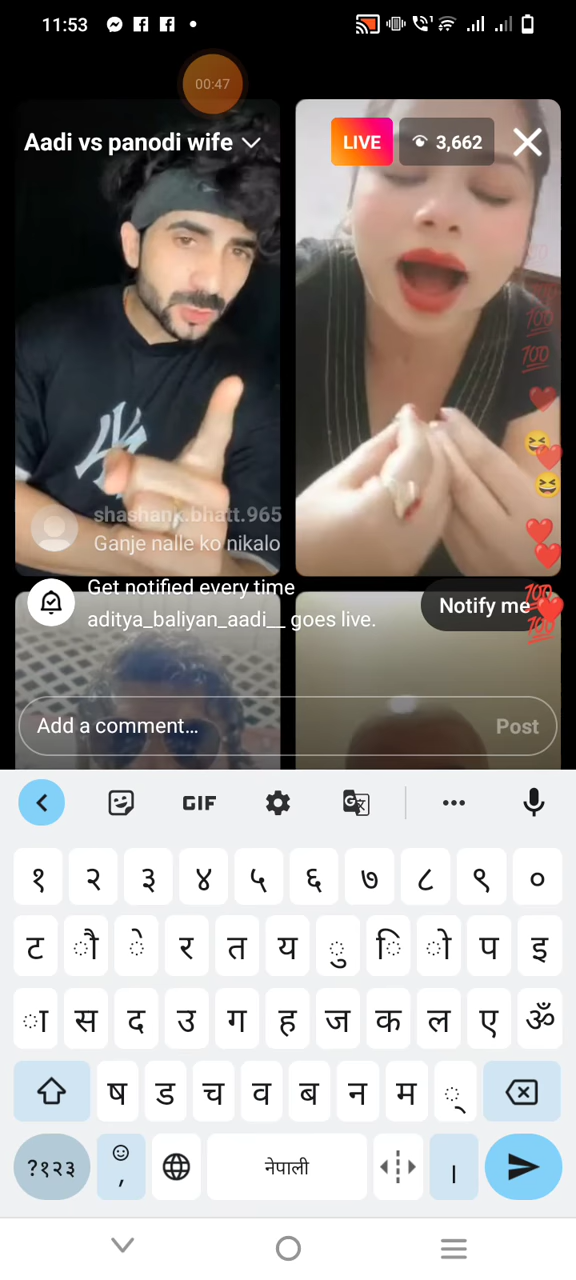 11:53
00:47
Aadi vs panodi wife
LIVE
3,662
shashank.bhatt.965
Ganje nalle ko nikalo
Get notified every time
aditya_baliyan_aadi__ goes live.
Notify me
Add a comment…
Post
GIF
१ २ ३ ४ ५ ६ ७ ८ ९ ०
ट ौ े र त य ु ि ो प इ
ा स द उ ग ह ज क ल ए ॐ
ष ड च व ब न म ्
?१२३ , नेपाली ।